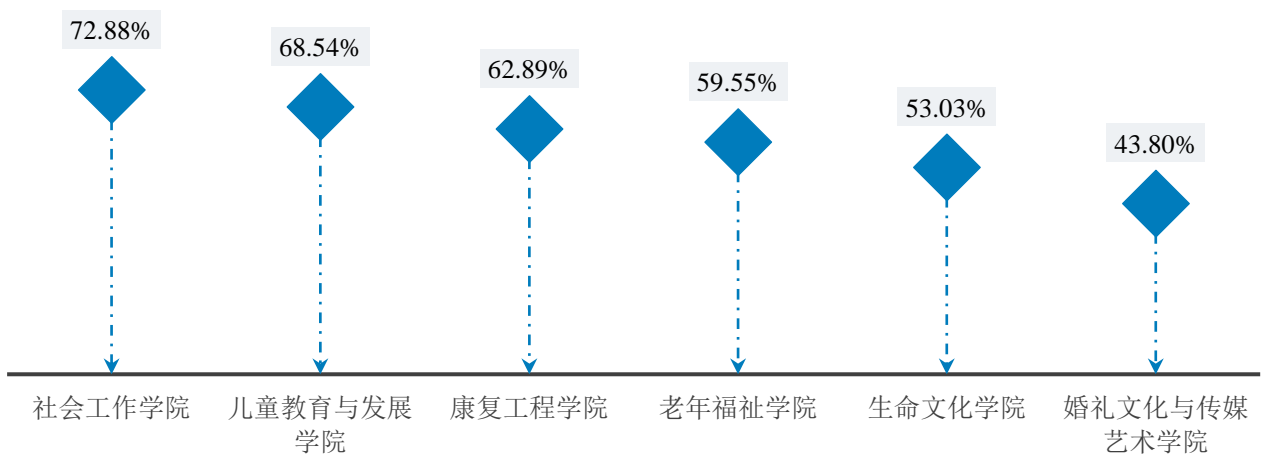 72.88%
68.54%
62.89%
59.55%
53.03%
43.80%
社会工作学院
儿童教育与发展
学院
康复工程学院
老年福祉学院
生命文化学院
婚礼文化与传媒
艺术学院